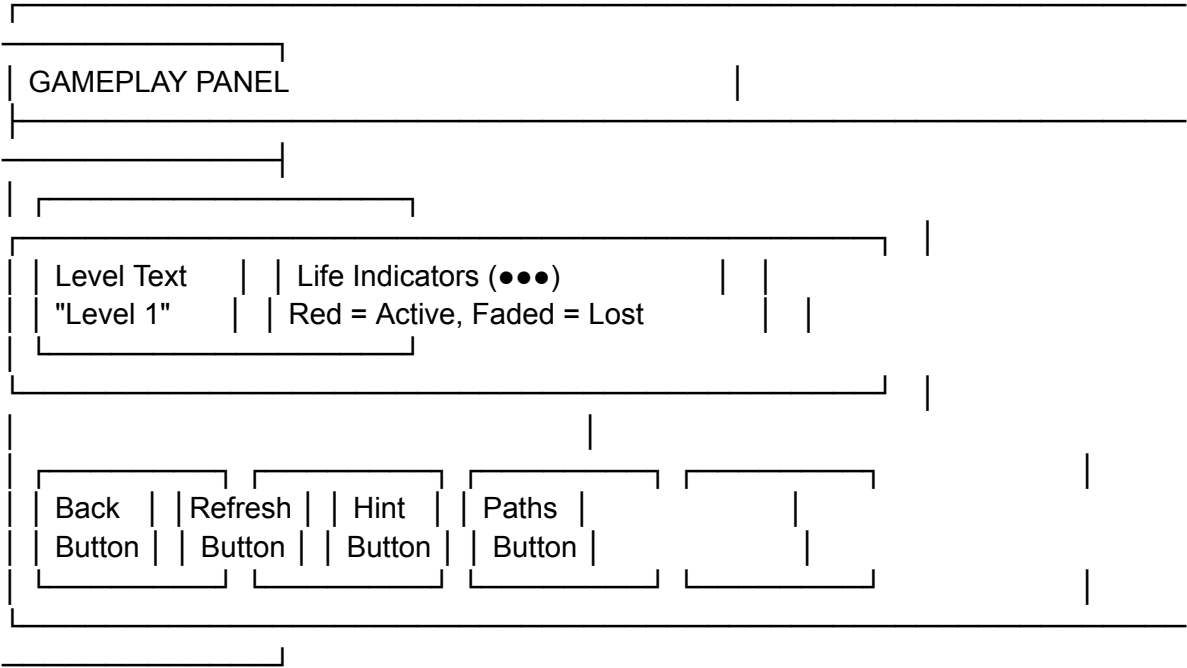 GAMEPLAY PANEL
Level Text Life Indicators (●●●)
"Level 1" Red = Active, Faded = Lost
Back Refresh Hint Paths
Button Button Button Button